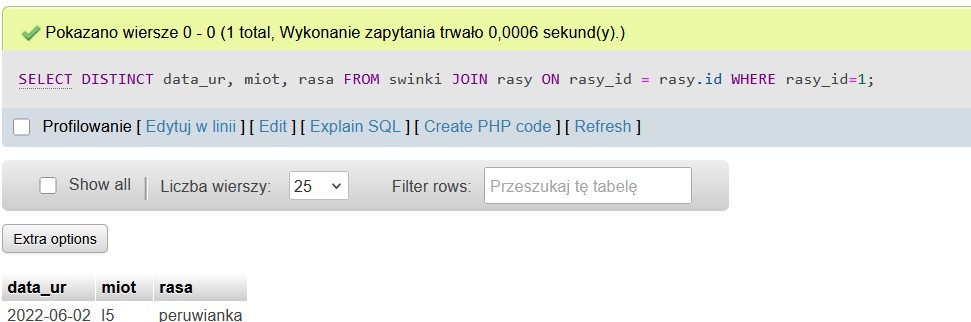 Pokazano wiersze 0 - 0 (1 total, Wykonanie zapytania trwało 0,0006 sekund(y).)
SELECT DISTINCT data_ur, miot, rasa FROM swinki JOIN rasy ON rasy_id = rasy.id WHERE rasy_id=1;
Profilowanie [ Edytuj w linii ] [ Edit ] [ Explain SQL ] [ Create PHP code ] [ Refresh ]
Show all | Liczba wierszy: 25 Filter rows: Przeszukaj tę tabelę
Extra options
data_ur miot rasa
2022-06-02 l5 peruwianka